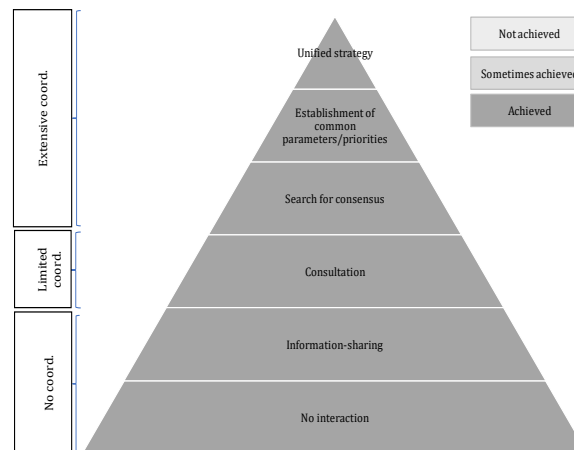 Unified strategy
Establishment of
common
parameters/priorities
Search for consensus
Consultation
Information-sharing
No interaction
Extensive coord.
Limited
coord.
No coord.
Not achieved
Sometimes achieved
Achieved